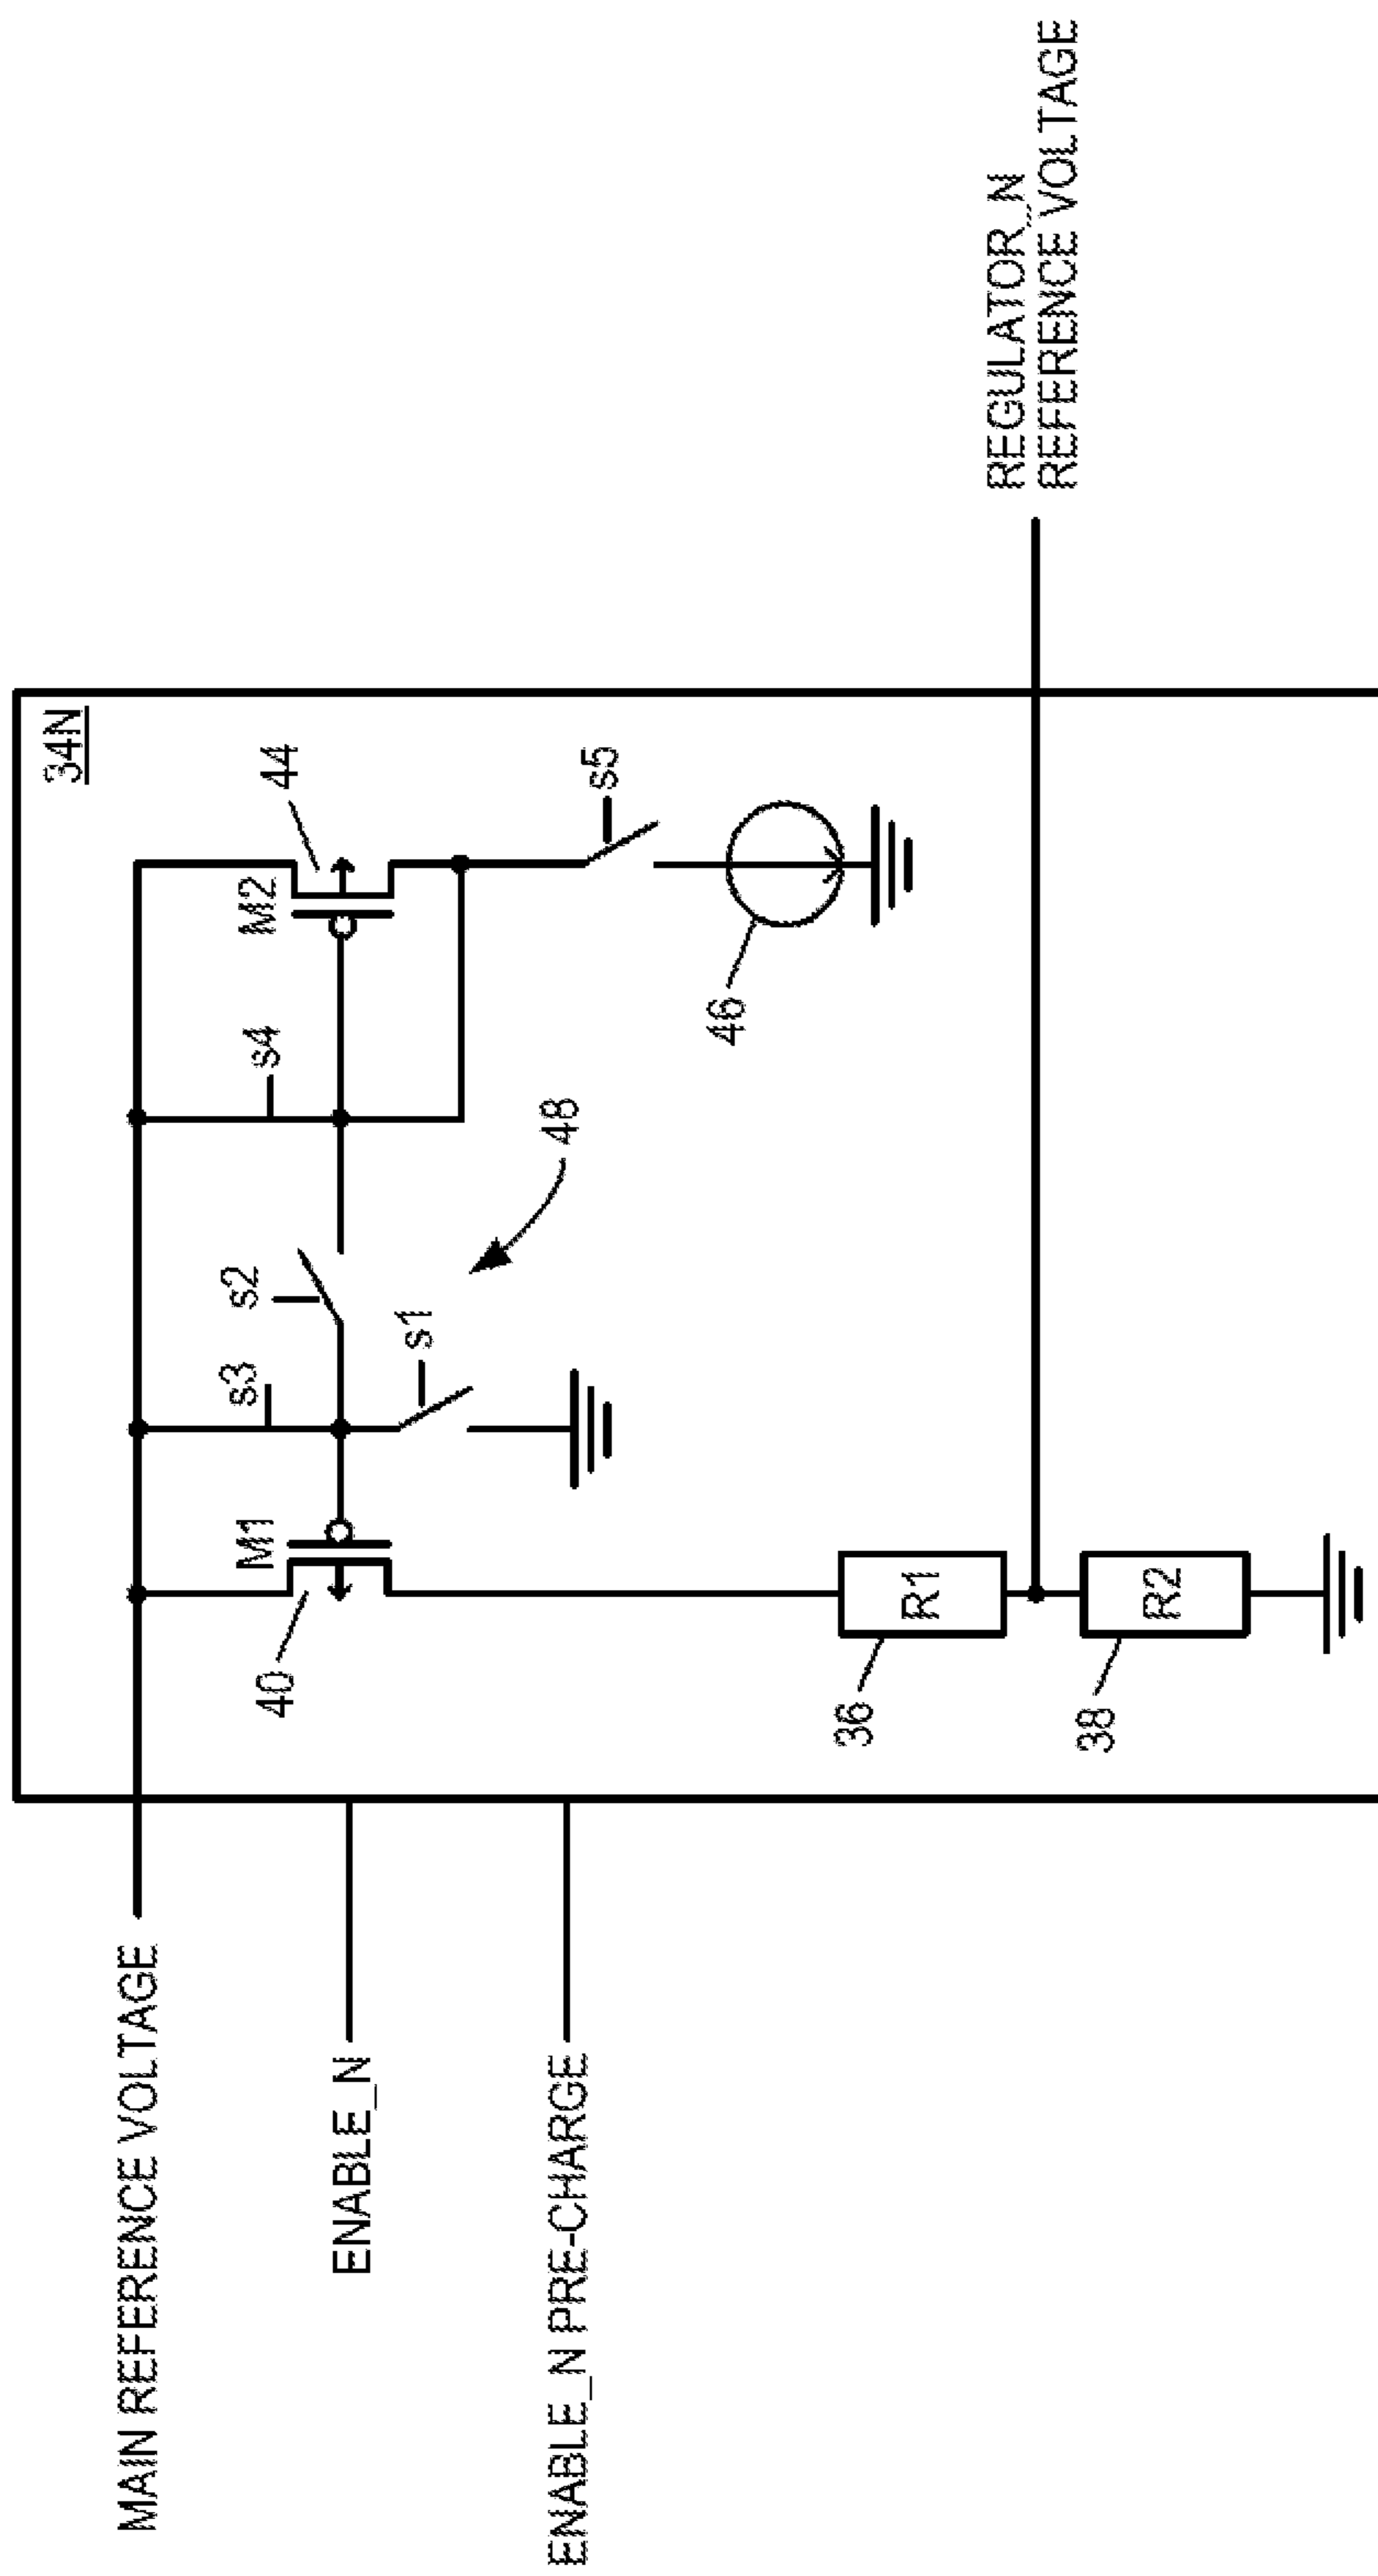 34N
MAIN REFERENCE VOLTAGE
ENABLE_N
ENABLE_N PRE-CHARGE
40
M1
s3
s2
s4
M2
44
s1
48
s5
46
36
R1
38
R2
REGULATOR_N
REFERENCE VOLTAGE